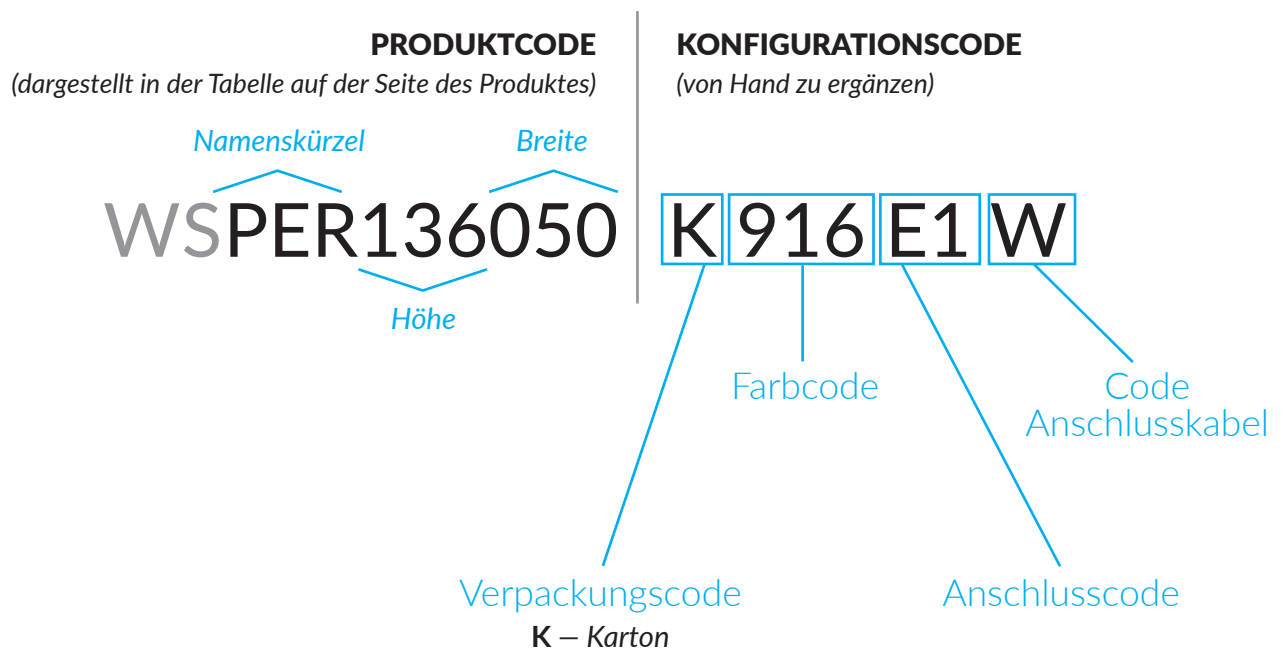 PRODUKTCODE
(dargestellt in der Tabelle auf der Seite des Produktes)
KONFIGURATIONSCODE
(von Hand zu ergänzen)
Namenskürzel
Breite
WSPER136050 K 916 E1 W
Höhe
Farbcode
Code
Anschlusskabel
Verpackungscode
K – Karton
Anschlusscode